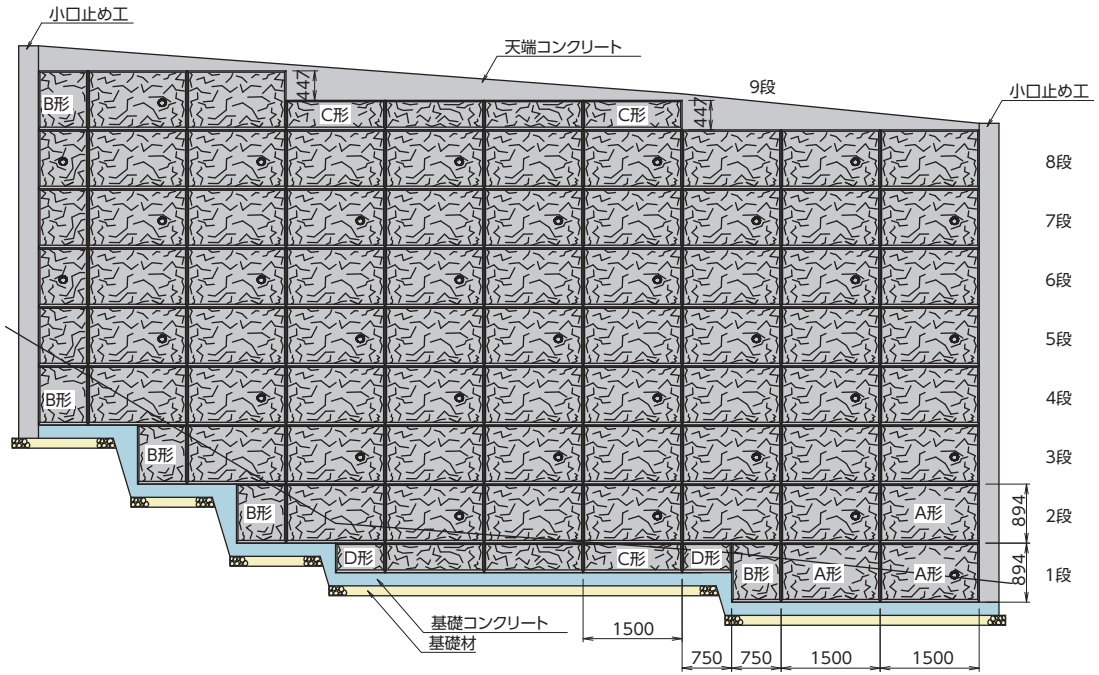 小口止め工
天端コンクリート
9段
小口止め工
447
447
B形
C形
C形
8段
7段
6段
5段
B形
4段
B形
3段
B形
A形
894
2段
D形
C形
D形
B形
A形
A形
894
1段
基礎コンクリート
基礎材
1500
750
750
1500
1500